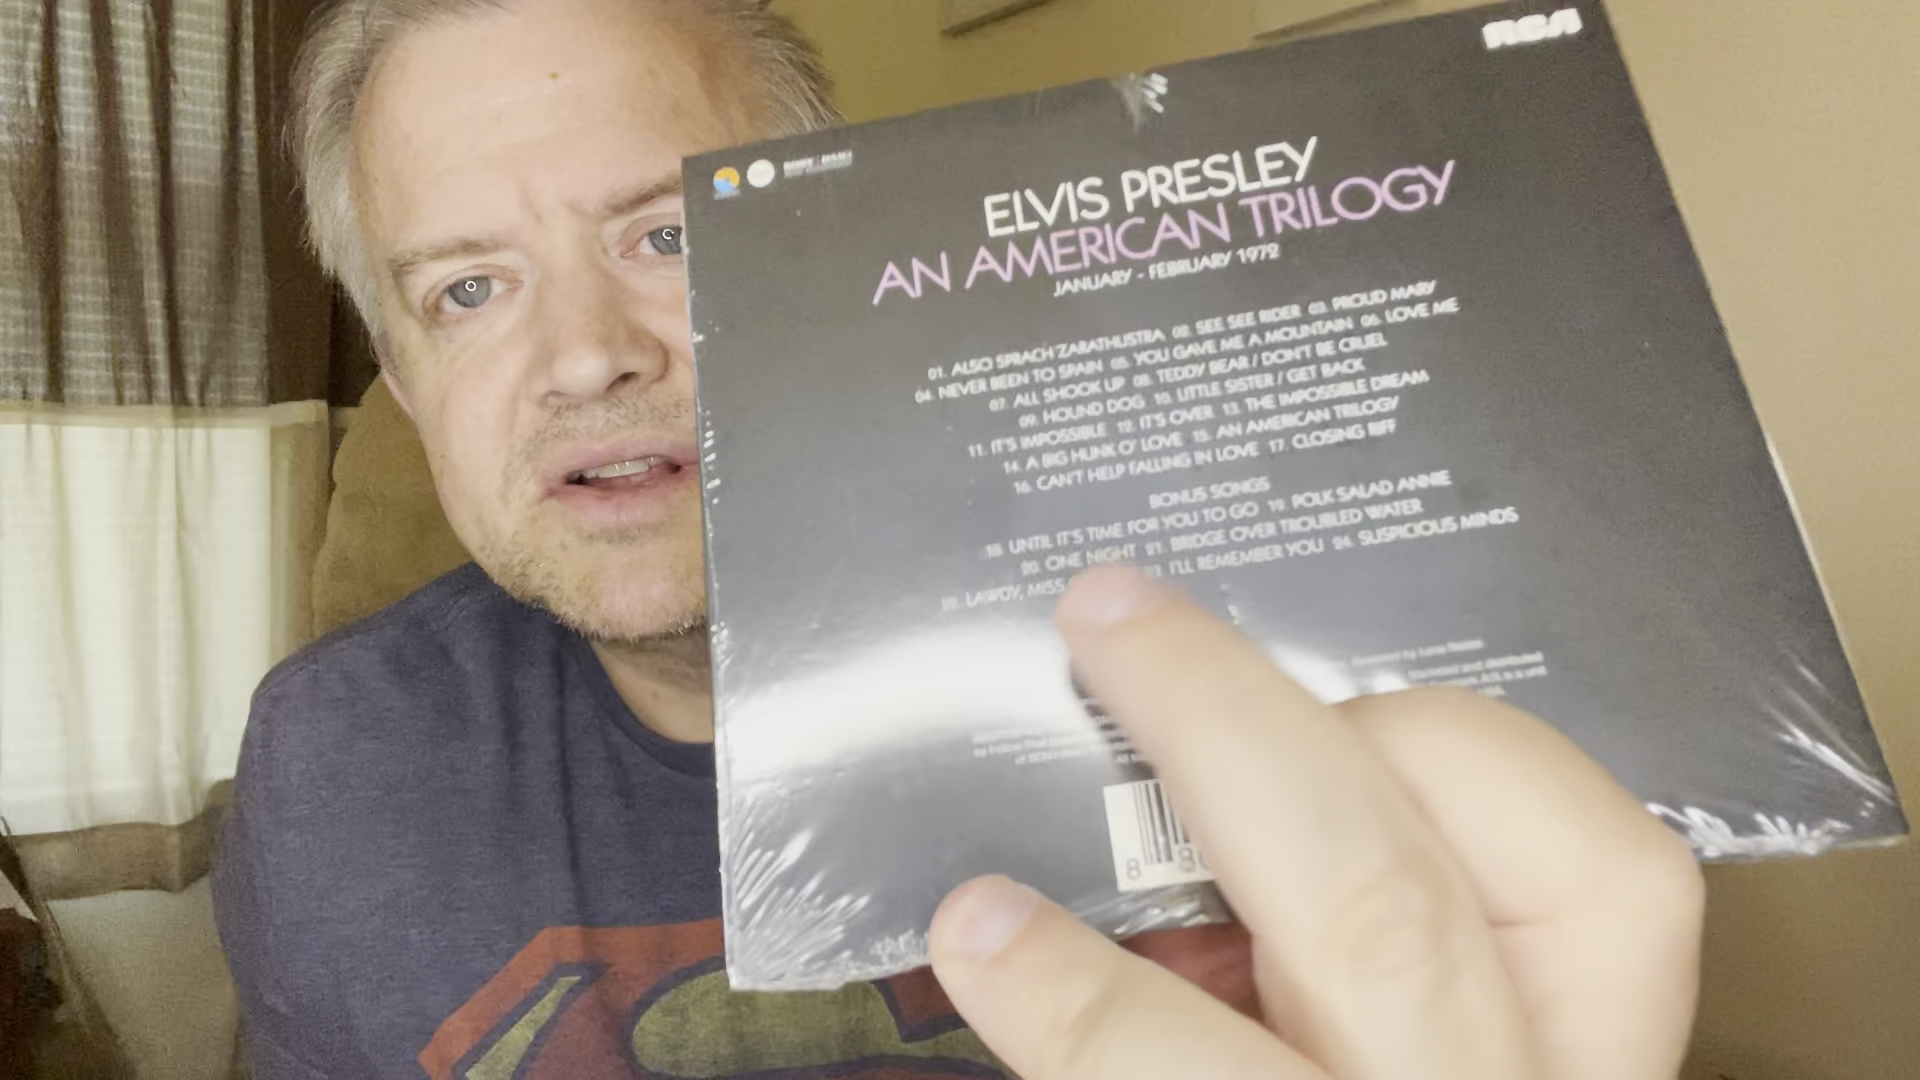 RCA
ELVIS PRESLEY
AN AMERICAN TRILOGY
JANUARY - FEBRUARY 1972
01. ALSO SPRACH ZARATHUSTRA 02. SEE SEE RIDER 03. PROUD MARY
04. NEVER BEEN TO SPAIN 05. YOU GAVE ME A MOUNTAIN 06. LOVE ME
07. ALL SHOOK UP 08. TEDDY BEAR / DON'T BE CRUEL
09. HOUND DOG 10. LITTLE SISTER / GET BACK
11. IT'S IMPOSSIBLE 12. IT'S OVER 13. THE IMPOSSIBLE DREAM
14. A BIG HUNK O' LOVE 15. AN AMERICAN TRILOGY
16. CAN'T HELP FALLING IN LOVE 17. CLOSING RIFF
BONUS SONGS
18. UNTIL IT'S TIME FOR YOU TO GO 19. POLK SALAD ANNIE
20. ONE NIGHT 21. BRIDGE OVER TROUBLED WATER
22. LAWDY, MISS 23. I'LL REMEMBER YOU 24. SUSPICIOUS MINDS